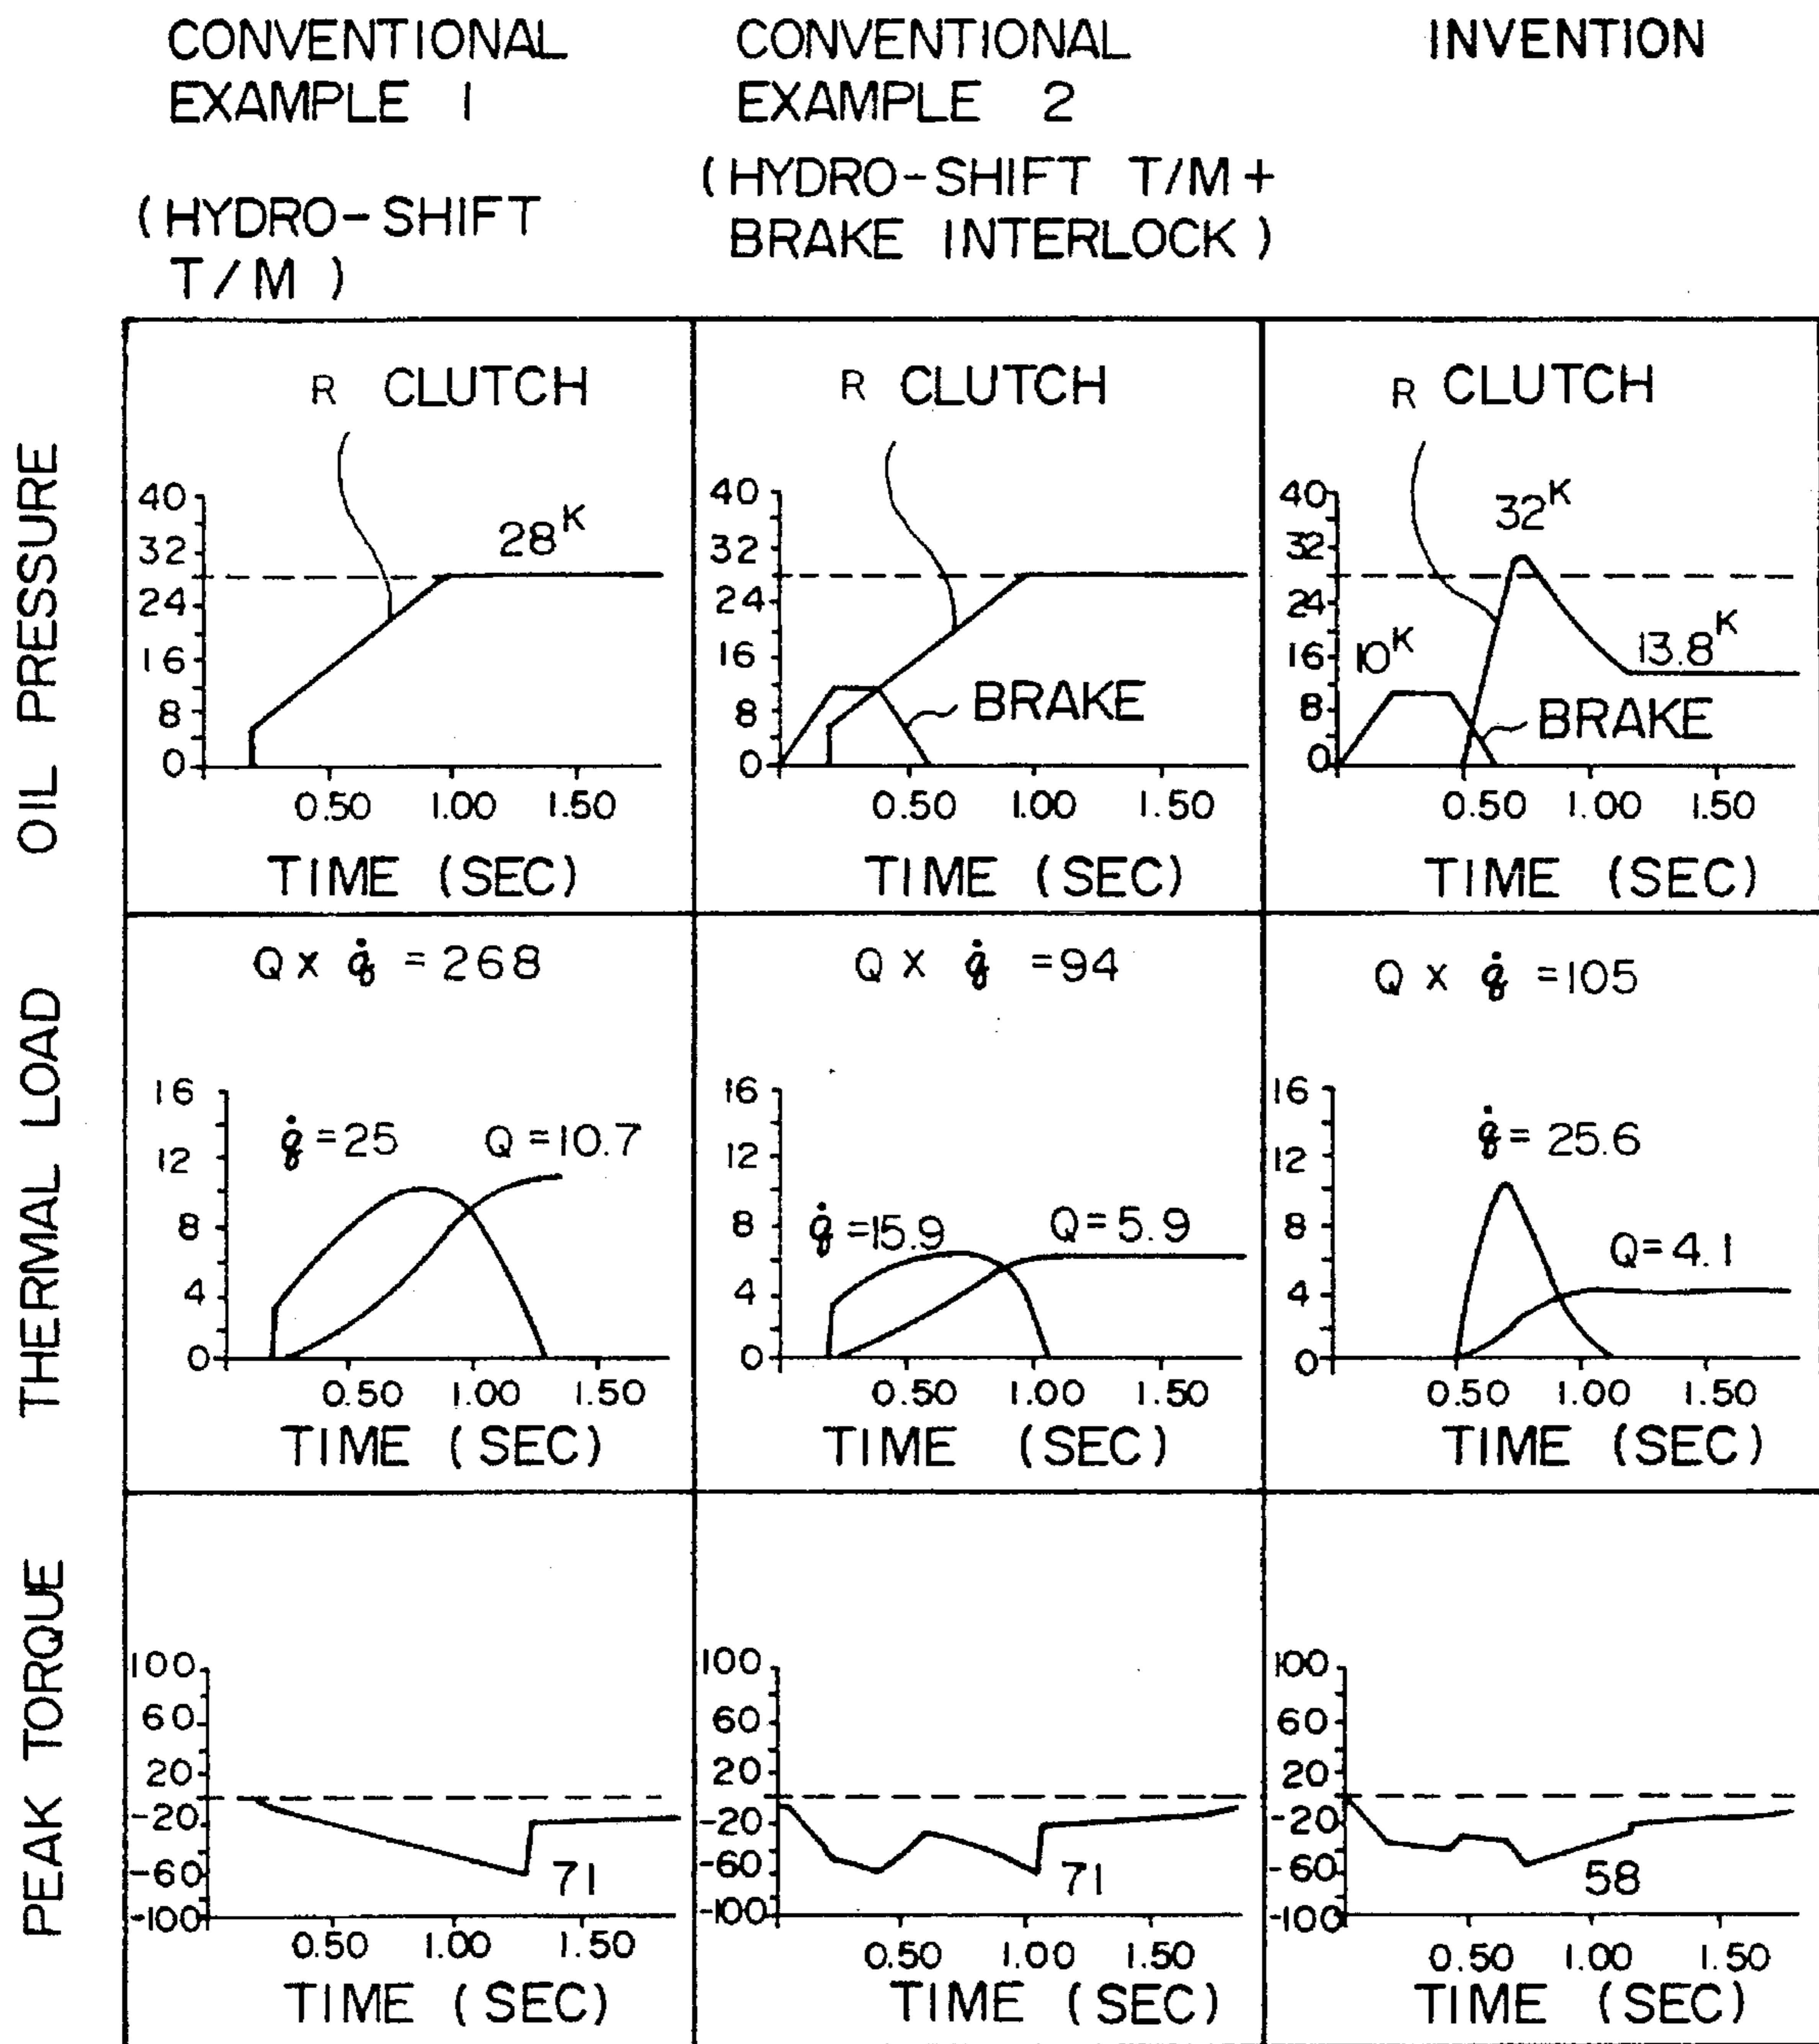 CONVENTIONAL
EXAMPLE 1
(HYDRO-SHIFT
T/M )
CONVENTIONAL
EXAMPLE 2
(HYDRO-SHIFT T/M+
BRAKE INTERLOCK)
INVENTION
OIL PRESSURE
R CLUTCH
40
32
24
16
8
0
28K
0.50 1.00 1.50
TIME (SEC)
R CLUTCH
40
32
24
16
8
0
BRAKE
0.50 1.00 1.50
TIME (SEC)
R CLUTCH
40
32
24
16
8
0
32K
10K
13.8K
BRAKE
0.50 1.00 1.50
TIME (SEC)
THERMAL LOAD
Q x q̇ =268
16
12
8
4
0
q̇ =25 Q=10.7
0.50 1.00 1.50
TIME (SEC)
Q x q̇ =94
16
12
8
4
0
q̇ =15.9 Q=5.9
0.50 1.00 1.50
TIME (SEC)
Q x q̇ =105
16
12
8
4
0
q̇ = 25.6
Q=4.1
0.50 1.00 1.50
TIME (SEC)
PEAK TORQUE
100
60
20
-20
-60
-100
71
0.50 1.00 1.50
TIME (SEC)
100
60
20
-20
-60
-100
71
0.50 1.00 1.50
TIME (SEC)
100
60
20
-20
-60
-100
58
0.50 1.00 1.50
TIME (SEC)